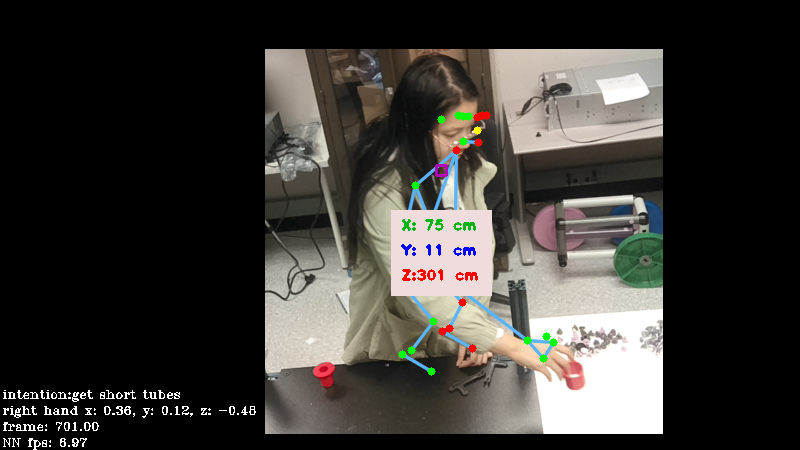 X: 75 cm
Y: 11 cm
Z:301 cm
intention:get short tubes
right hand x: 0.36, y: 0.12, z: -0.48
frame: 701.00
NN fps: 6.97